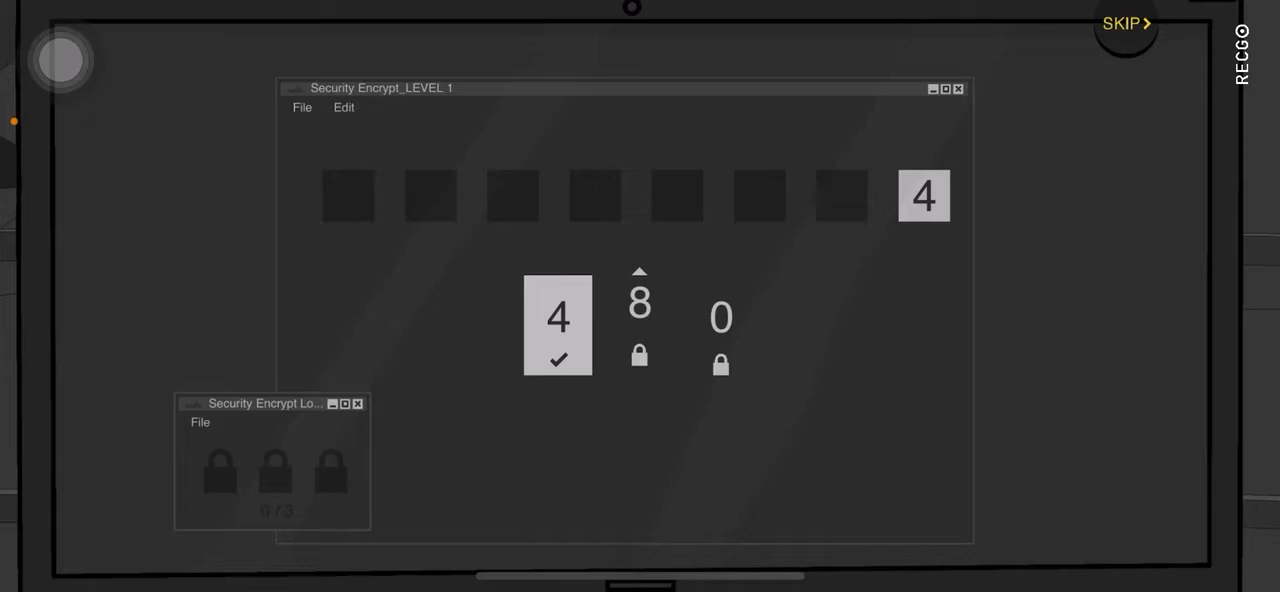 SKIP
RECGO
Security Encrypt_LEVEL 1
File Edit
4
4 8 0
Security Encrypt Lo...
File
0 / 3